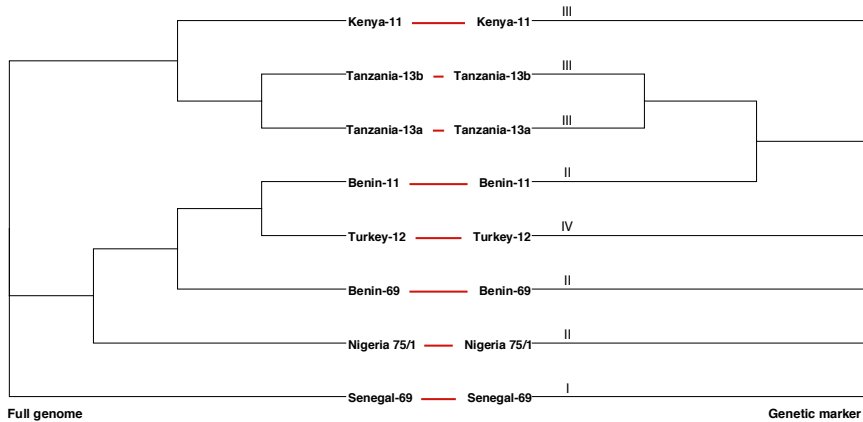 Kenya-11 Kenya-11 III
Tanzania-13b Tanzania-13b III
Tanzania-13a Tanzania-13a III
Benin-11 Benin-11 II
Turkey-12 Turkey-12 IV
Benin-69 Benin-69 II
Nigeria 75/1 Nigeria 75/1 II
Senegal-69 Senegal-69 I
Full genome Genetic marker